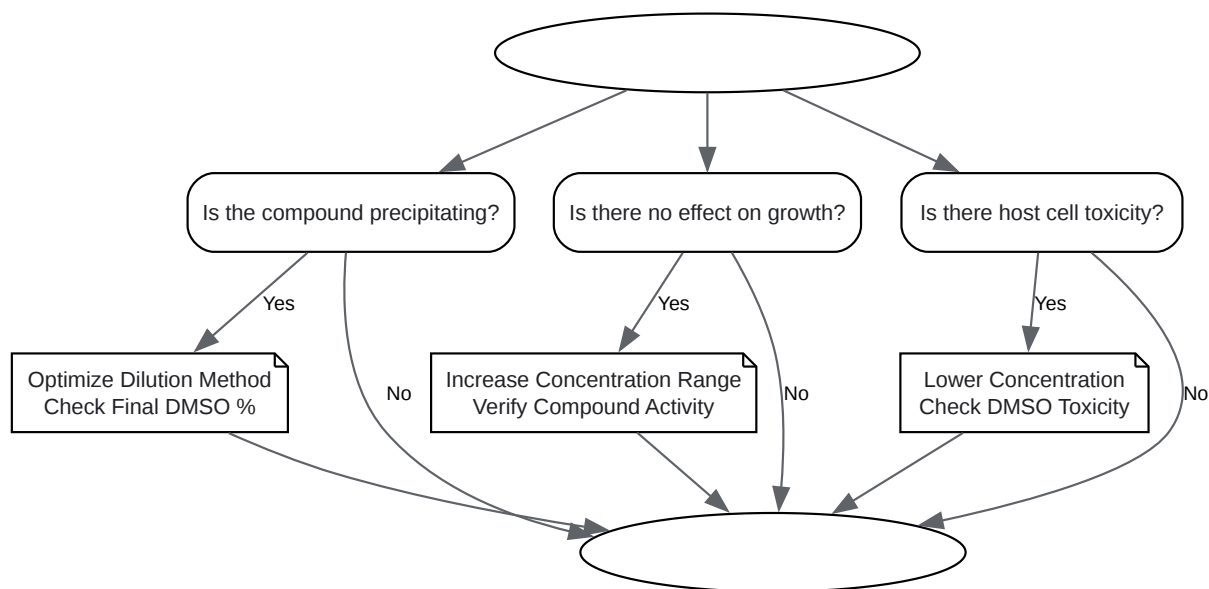 Is the compound precipitating?
Is there no effect on growth?
Is there host cell toxicity?
Yes
Yes
Yes
Optimize Dilution Method
Check Final DMSO %
No
Increase Concentration Range
Verify Compound Activity
No
Lower Concentration
Check DMSO Toxicity
No